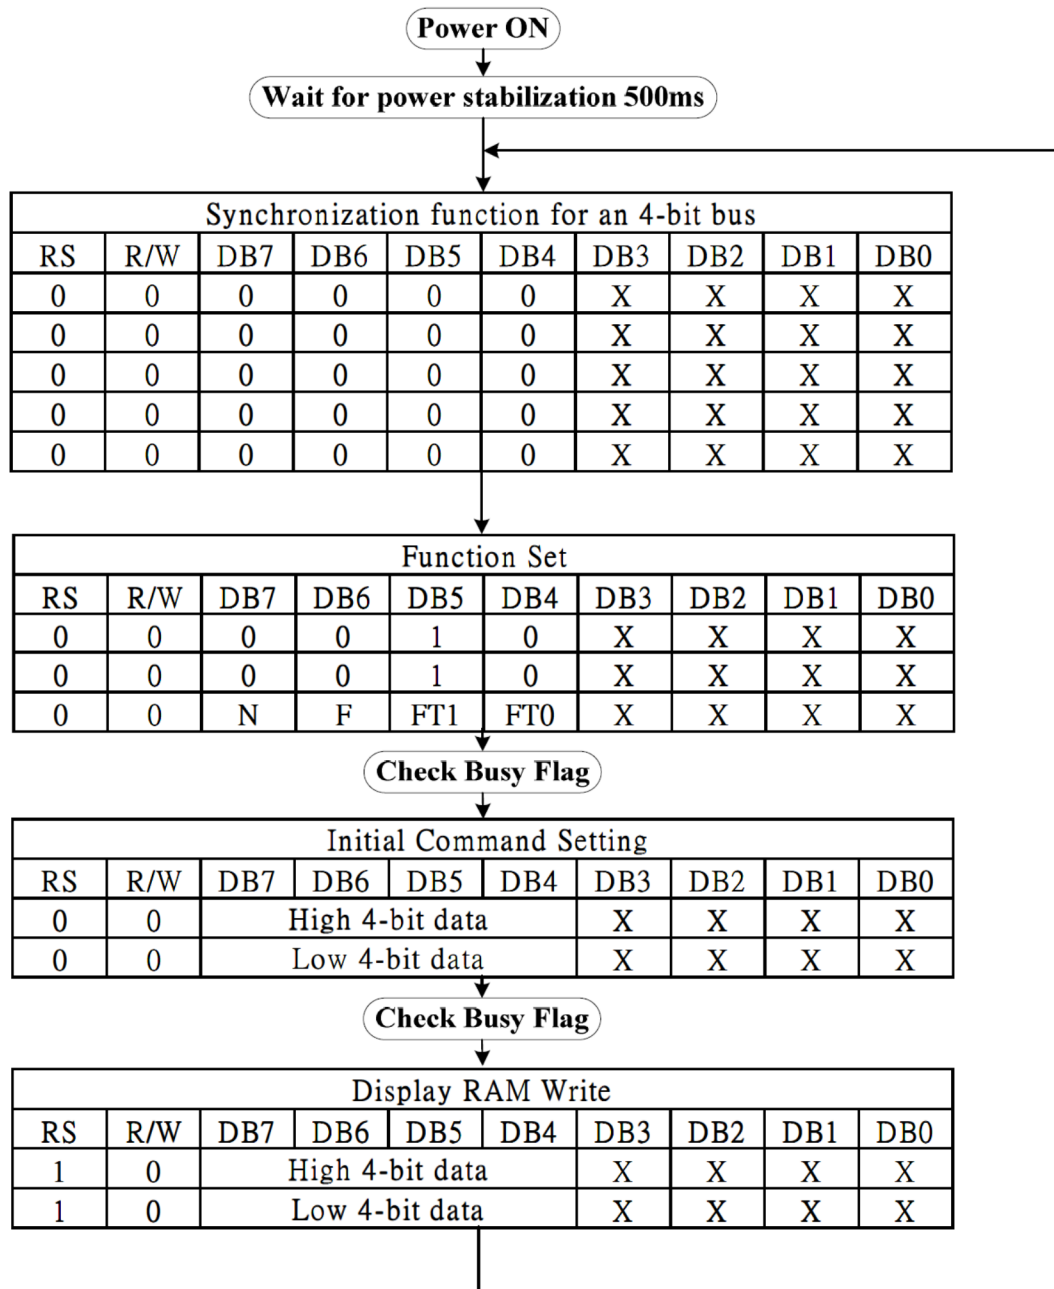 Power ON
Wait for power stabilization 500ms
Synchronization function for an 4-bit bus
RS R/W DB7 DB6 DB5 DB4 DB3 DB2 DB1 DB0
0 0 0 0 0 0 X X X X
0 0 0 0 0 0 X X X X
0 0 0 0 0 0 X X X X
0 0 0 0 0 0 X X X X
0 0 0 0 0 0 X X X X
Function Set
RS R/W DB7 DB6 DB5 DB4 DB3 DB2 DB1 DB0
0 0 0 0 1 0 X X X X
0 0 0 0 1 0 X X X X
0 0 N F FT1 FT0 X X X X
Check Busy Flag
Initial Command Setting
RS R/W DB7 DB6 DB5 DB4 DB3 DB2 DB1 DB0
0 0 High 4-bit data X X X X
0 0 Low 4-bit data X X X X
Check Busy Flag
Display RAM Write
RS R/W DB7 DB6 DB5 DB4 DB3 DB2 DB1 DB0
1 0 High 4-bit data X X X X
1 0 Low 4-bit data X X X X